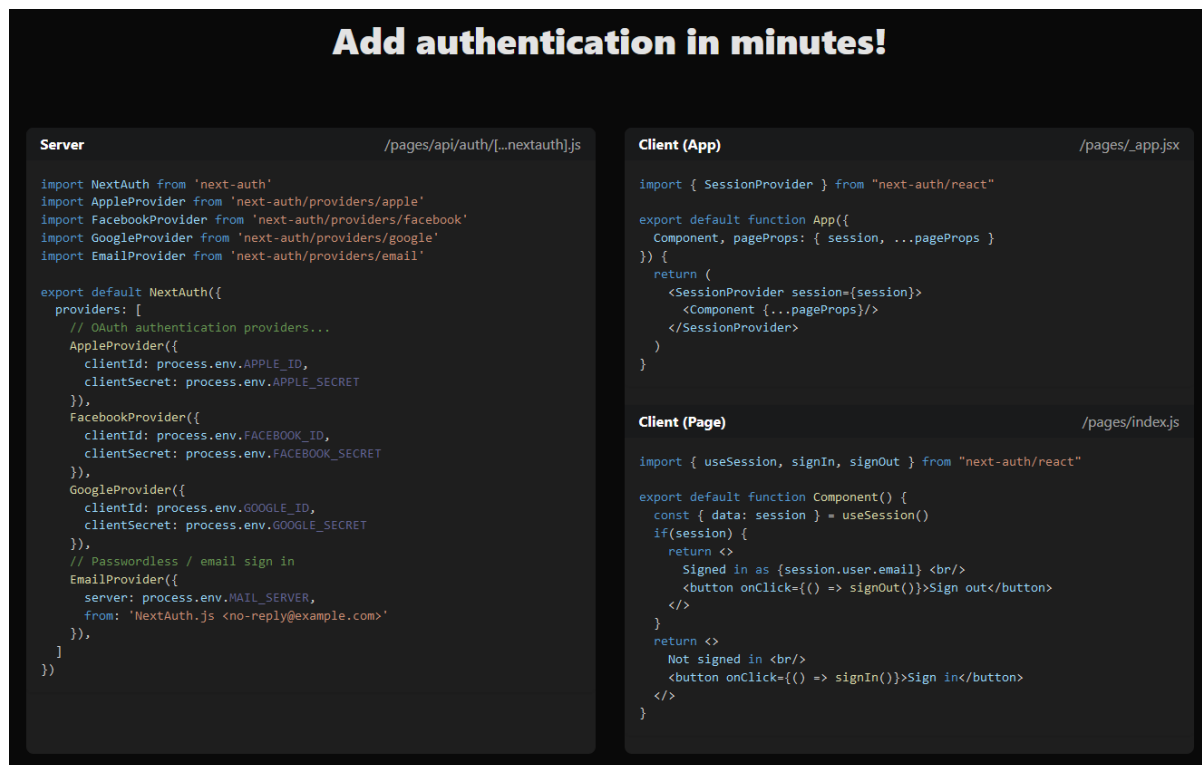 Add authentication in minutes!
Server /pages/api/auth/[...nextauth].js
import NextAuth from 'next-auth'
import AppleProvider from 'next-auth/providers/apple'
import FacebookProvider from 'next-auth/providers/facebook'
import GoogleProvider from 'next-auth/providers/google'
import EmailProvider from 'next-auth/providers/email'

export default NextAuth({
  providers: [
    // OAuth authentication providers...
    AppleProvider({
      clientId: process.env.APPLE_ID,
      clientSecret: process.env.APPLE_SECRET
    }),
    FacebookProvider({
      clientId: process.env.FACEBOOK_ID,
      clientSecret: process.env.FACEBOOK_SECRET
    }),
    GoogleProvider({
      clientId: process.env.GOOGLE_ID,
      clientSecret: process.env.GOOGLE_SECRET
    }),
    // Passwordless / email sign in
    EmailProvider({
      server: process.env.MAIL_SERVER,
      from: 'NextAuth.js <no-reply@example.com>'
    }),
  ]
})
Client (App) /pages/_app.jsx
import { SessionProvider } from "next-auth/react"

export default function App({
  Component, pageProps: { session, ...pageProps }
}) {
  return (
    <SessionProvider session={session}>
      <Component {...pageProps}/>
    </SessionProvider>
  )
}
Client (Page) /pages/index.js
import { useSession, signIn, signOut } from "next-auth/react"

export default function Component() {
  const { data: session } = useSession()
  if(session) {
    return <>
      Signed in as {session.user.email} <br/>
      <button onClick={() => signOut()}>Sign out</button>
    </>
  }
  return <>
    Not signed in <br/>
    <button onClick={() => signIn()}>Sign in</button>
  </>
}